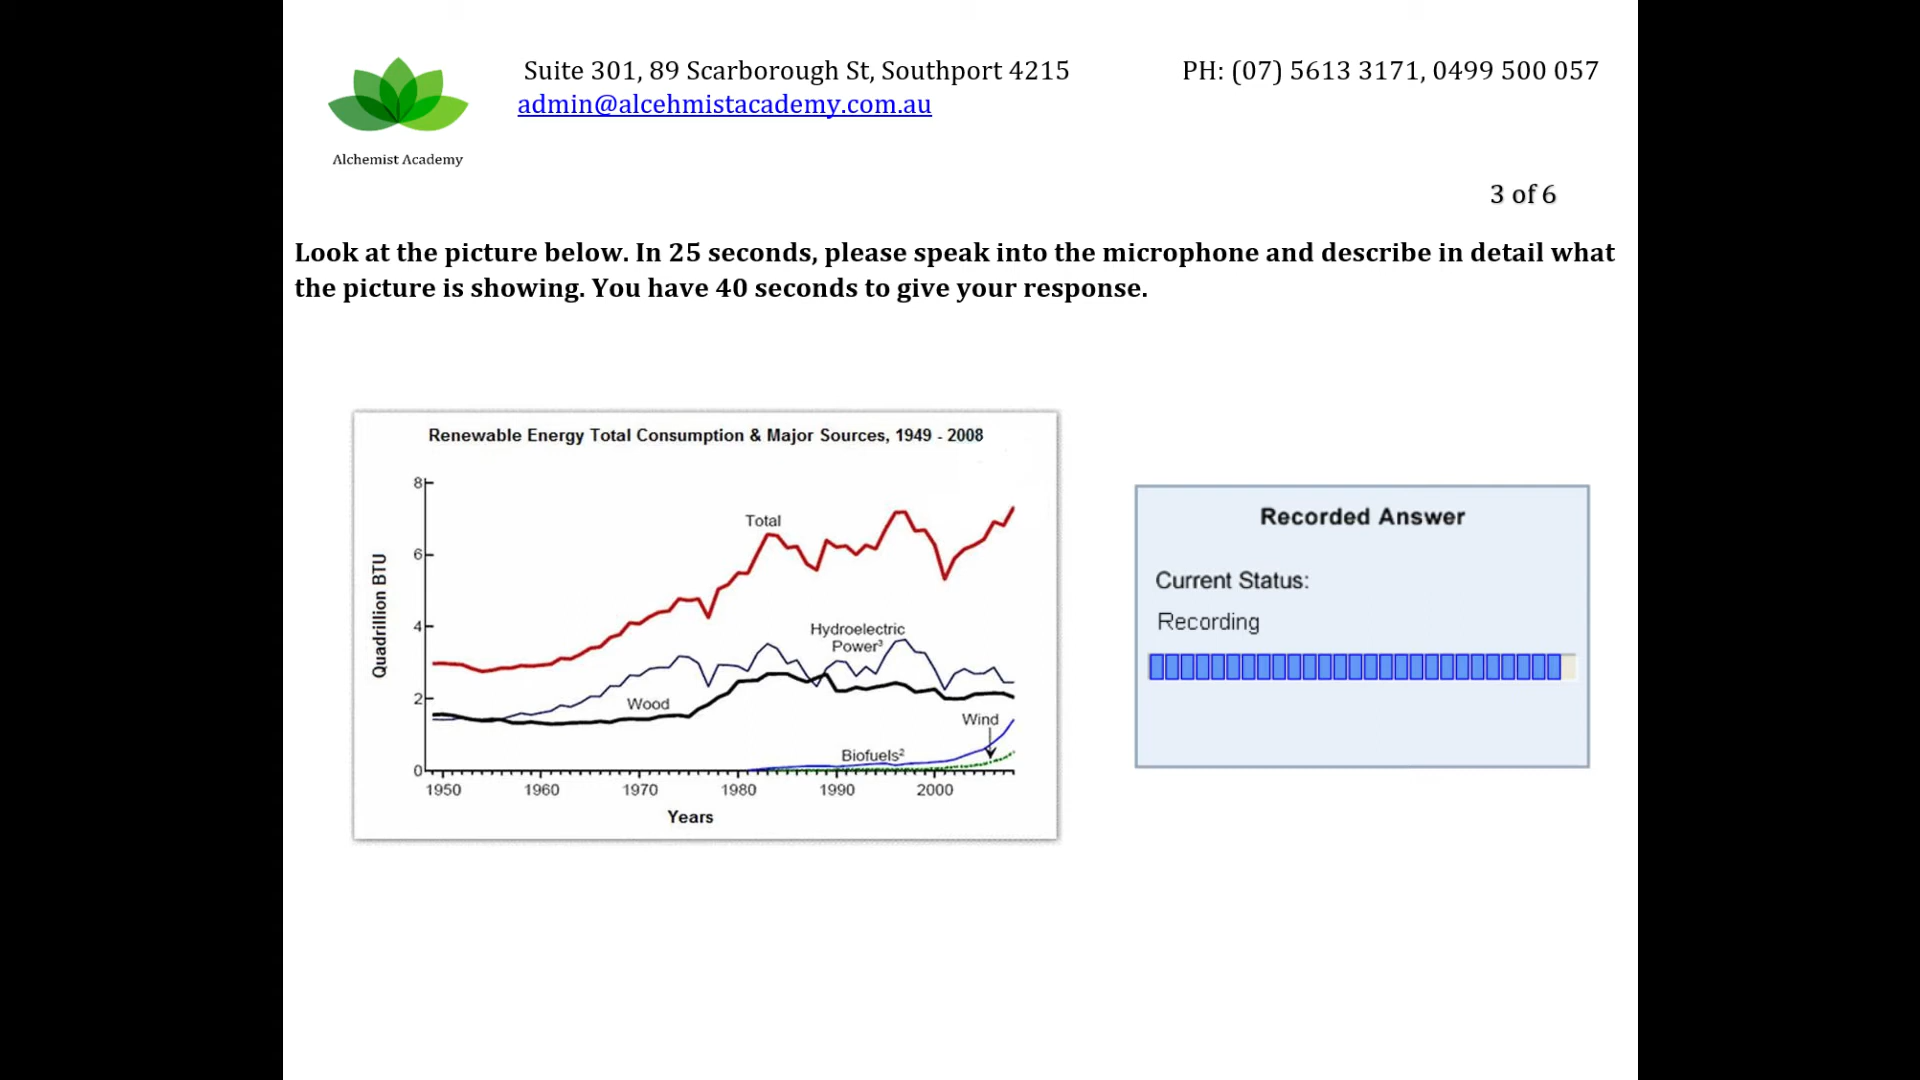 Suite 301, 89 Scarborough St, Southport 4215
PH: (07) 5613 3171, 0499 500 057
admin@alcehmistacademy.com.au
Alchemist Academy
3 of 6
Look at the picture below. In 25 seconds, please speak into the microphone and describe in detail what
the picture is showing. You have 40 seconds to give your response.
Renewable Energy Total Consumption & Major Sources, 1949 - 2008
8
6
4
2
0
Quadrillion BTU
Total
Hydroelectric
Power³
Wood
Wind
Biofuels²
1950 1960 1970 1980 1990 2000
Years
Recorded Answer
Current Status:
Recording